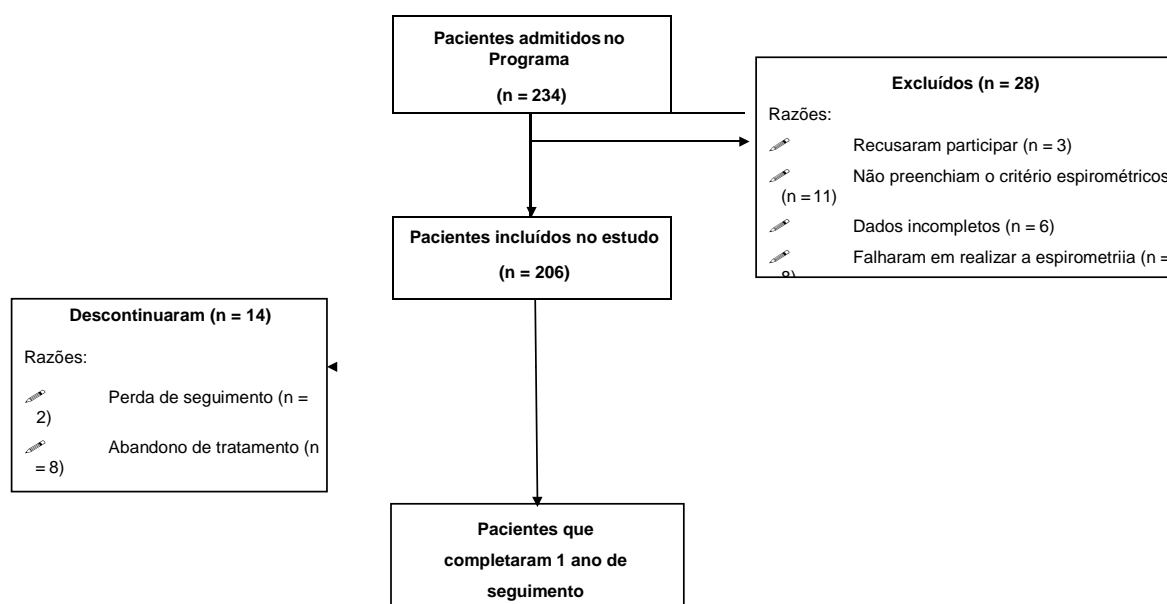 Pacientes admitidos no
Programa
(n = 234)
Excluídos (n = 28)
Razões:
Recusaram participar (n = 3)
Não preenchiam o critério espirométricos
(n = 11)
Dados incompletos (n = 6)
Falharam em realizar a espirometriia (n =
8)
Pacientes incluídos no estudo
(n = 206)
Descontinuaram (n = 14)
Razões:
Perda de seguimento (n =
2)
Abandono de tratamento (n
= 8)
Pacientes que
completaram 1 ano de
seguimento